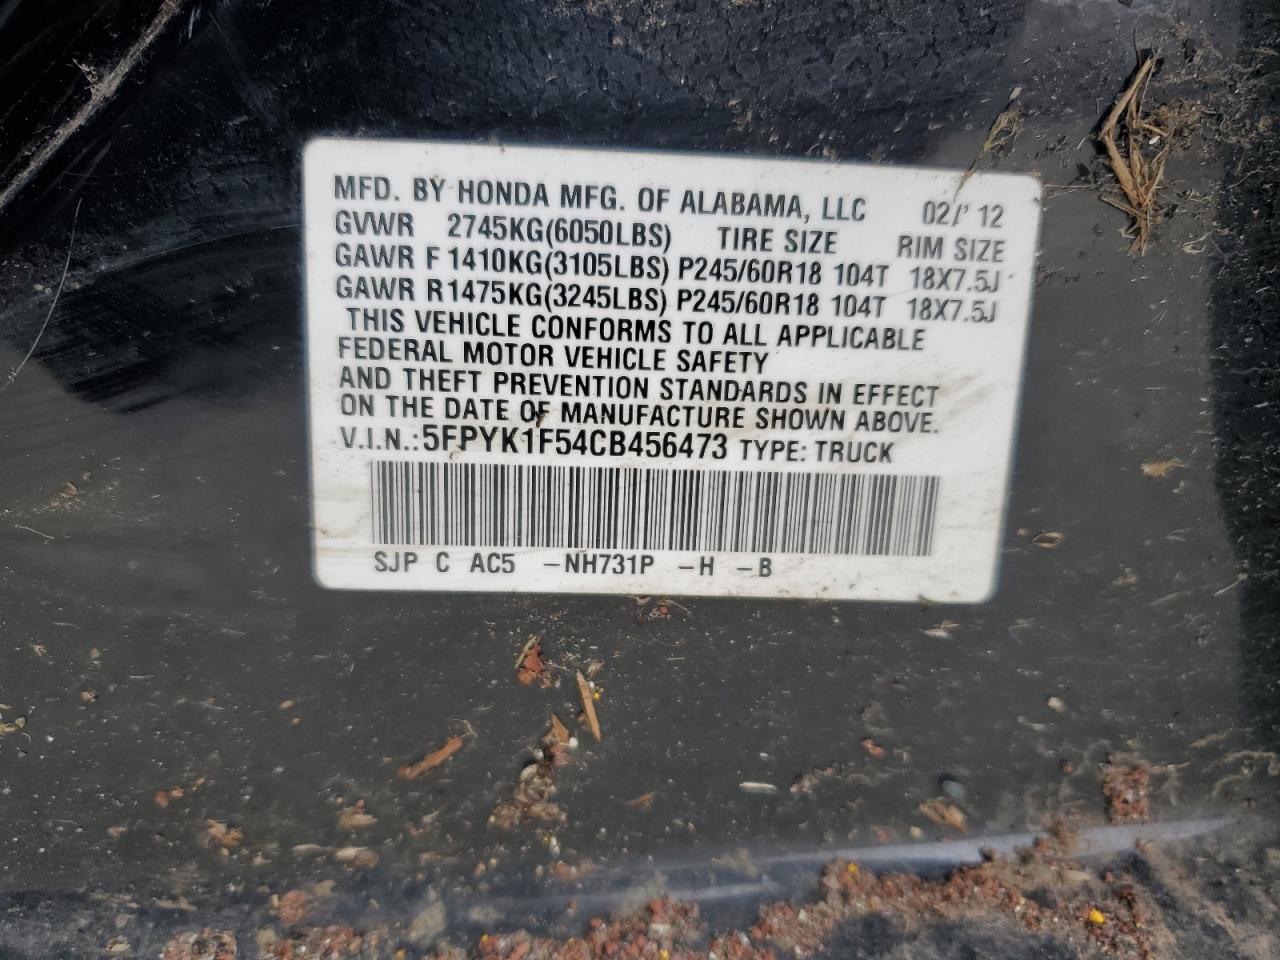 MFD. BY HONDA MFG. OF ALABAMA, LLC 02/' 12
GVWR 2745KG(6050LBS) TIRE SIZE RIM SIZE
GAWR F 1410KG(3105LBS) P245/60R18 104T 18X7.5J
GAWR R 1475KG(3245LBS) P245/60R18 104T 18X7.5J
THIS VEHICLE CONFORMS TO ALL APPLICABLE
FEDERAL MOTOR VEHICLE SAFETY
AND THEFT PREVENTION STANDARDS IN EFFECT
ON THE DATE OF MANUFACTURE SHOWN ABOVE.
V.I.N.: 5FPYK1F54CB456473 TYPE: TRUCK
SJP C AC5 -NH731P -H -B